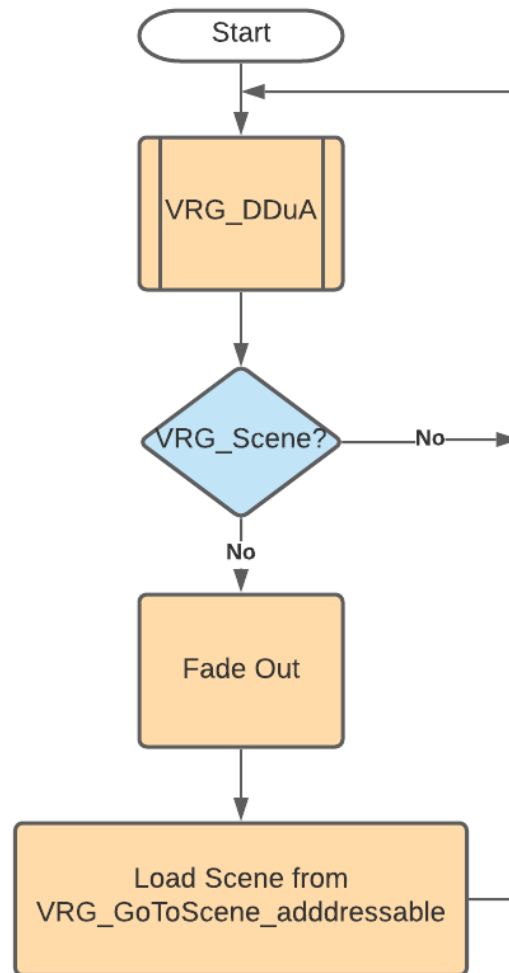 Start
VRG_DDuA
VRG_Scene?
No
No
Fade Out
Load Scene from
VRG_GoToScene_adddressable